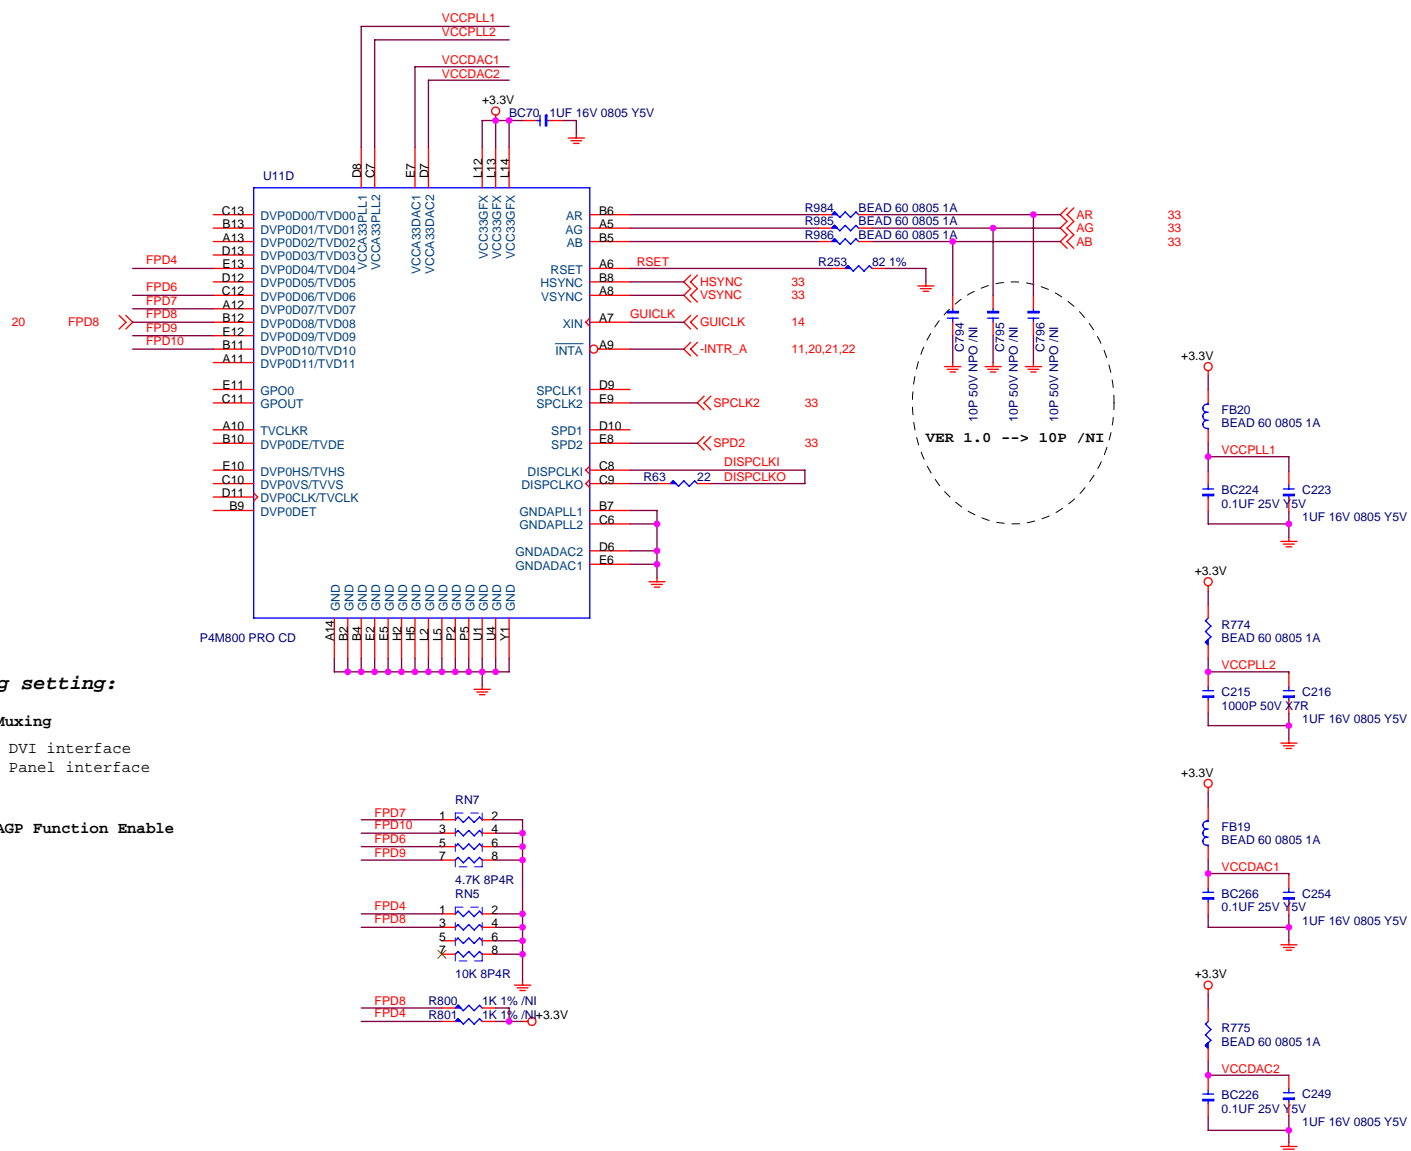 VCCPLL1
VCCPLL2
VCCDAC1
VCCDAC2
+3.3V
BC70 1UF 16V 0805 Y5V
D8 C7 E7 D7 L12 L13 L14
U11D
VCCA33PLL1
VCCA33PLL2
VCCA33DAC1
VCCA33DAC2
VCC33GFX
VCC33GFX
VCC33GFX
C13 DVP0D00/TVD00
B13 DVP0D01/TVD01
A13 DVP0D02/TVD02
D13 DVP0D03/TVD03
FPD4 E13 DVP0D04/TVD04
D12 DVP0D05/TVD05
FPD6 C12 DVP0D06/TVD06
FPD7 A12 DVP0D07/TVD07
20 FPD8 FPD8 B12 DVP0D08/TVD08
FPD9 E12 DVP0D09/TVD09
FPD10 B11 DVP0D10/TVD10
A11 DVP0D11/TVD11
E11 GPO0
C11 GPOUT
A10 TVCLKR
B10 DVP0DE/TVDE
E10 DVP0HS/TVHS
C10 DVP0VS/TVVS
D11 DVP0CLK/TVCLK
B9 DVP0DET
AR B6 R984 BEAD 60 0805 1A AR 33
AG A5 R985 BEAD 60 0805 1A AG 33
AB B5 R986 BEAD 60 0805 1A AB 33
RSET A6 RSET R253 82 1%
HSYNC B8 HSYNC 33
VSYNC A8 VSYNC 33
XIN A7 GUICLK GUICLK 14
INTA A9 -INTR_A 11,20,21,22
SPCLK1 D9
SPCLK2 E9 SPCLK2 33
SPD1 D10
SPD2 E8 SPD2 33
DISPCLKI C8 DISPCLKI
DISPCLKO C9 R63 22 DISPCLKO
GNDAPLL1 B7
GNDAPLL2 C6
GNDADAC2 D6
GNDADAC1 E6
C794
10P 50V NPO /NI
C795
10P 50V NPO /NI
C796
10P 50V NPO /NI
VER 1.0 --> 10P /NI
GND GND GND GND GND GND GND GND GND GND GND GND GND GND
A14 B2 B4 E2 E5 H2 H5 L2 L5 P2 P5 U1 U4 Y1
P4M800 PRO CD
+3.3V
FB20
BEAD 60 0805 1A
VCCPLL1
BC224
0.1UF 25V Y5V
C223
1UF 16V 0805 Y5V
+3.3V
R774
BEAD 60 0805 1A
VCCPLL2
C215
1000P 50V X7R
C216
1UF 16V 0805 Y5V
+3.3V
FB19
BEAD 60 0805 1A
VCCDAC1
BC266
0.1UF 25V Y5V
C254
1UF 16V 0805 Y5V
+3.3V
R775
BEAD 60 0805 1A
VCCDAC2
BC226
0.1UF 25V Y5V
C249
1UF 16V 0805 Y5V
g setting:
Muxing
DVI interface
Panel interface
AGP Function Enable
RN7
FPD7 1 2
FPD10 3 4
FPD6 5 6
FPD9 7 8
4.7K 8P4R
RN5
FPD4 1 2
FPD8 3 4
5 6
7 8
10K 8P4R
FPD8 R800 1K 1% /NI
FPD4 R801 1K 1% /NI +3.3V